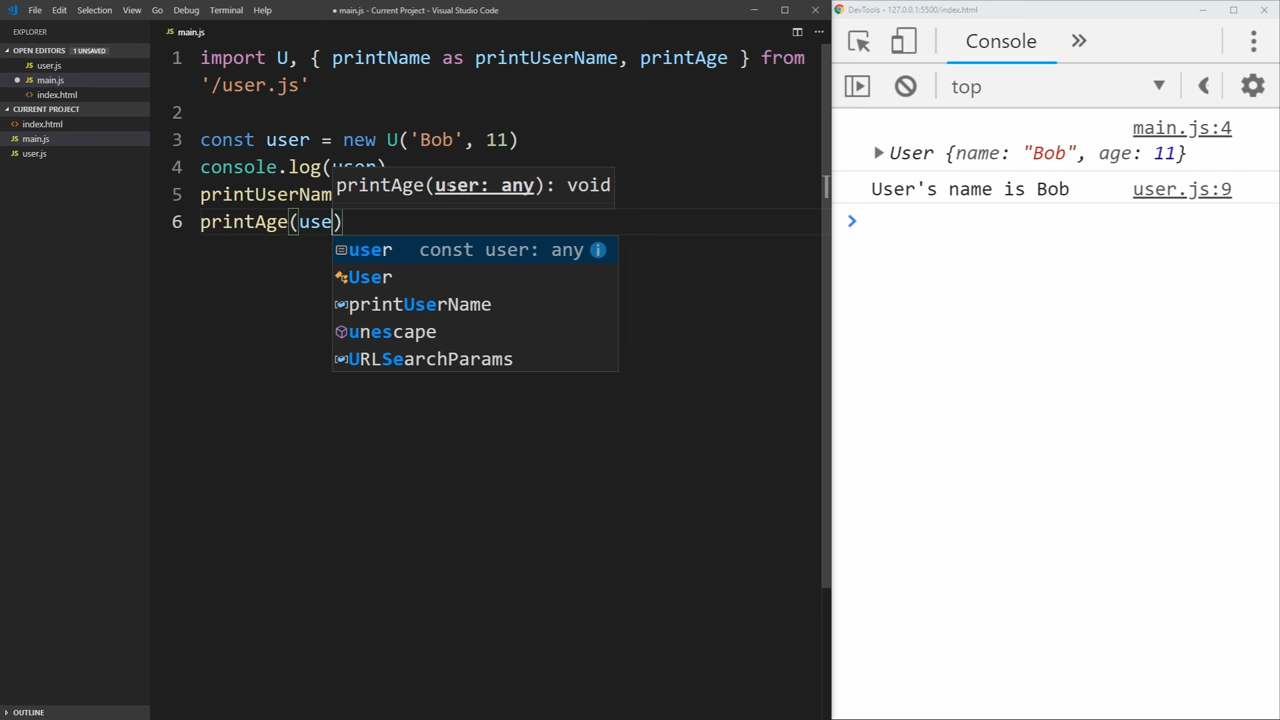 File Edit Selection View Go Debug Terminal Help
● main.js - Current Project - Visual Studio Code
EXPLORER
OPEN EDITORS 1 UNSAVED
JS user.js
JS main.js
<> index.html
CURRENT PROJECT
<> index.html
JS main.js
JS user.js
OUTLINE
JS main.js
1 import U, { printName as printUserName, printAge } from
'/user.js'
2
3 const user = new U('Bob', 11)
4 console.log(user)
5 printUserNam
6 printAge(use)
printAge(user: any): void
user const user: any
User
printUserName
unescape
URLSearchParams
DevTools - 127.0.0.1:5500/index.html
Console
top
main.js:4
User {name: "Bob", age: 11}
User's name is Bob user.js:9